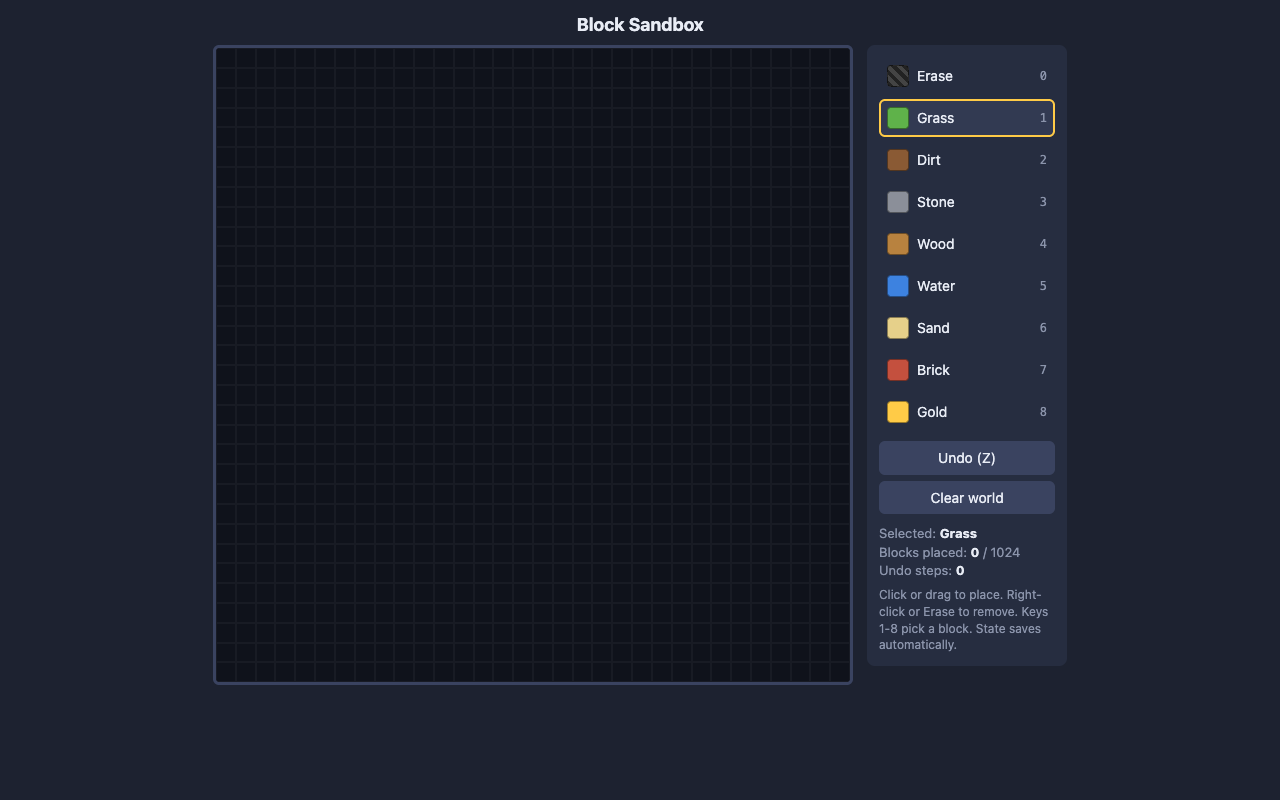 Block Sandbox
Erase 0
Grass 1
Dirt 2
Stone 3
Wood 4
Water 5
Sand 6
Brick 7
Gold 8
Undo (Z)
Clear world
Selected: Grass
Blocks placed: 0 / 1024
Undo steps: 0
Click or drag to place. Right-
click or Erase to remove. Keys
1-8 pick a block. State saves
automatically.